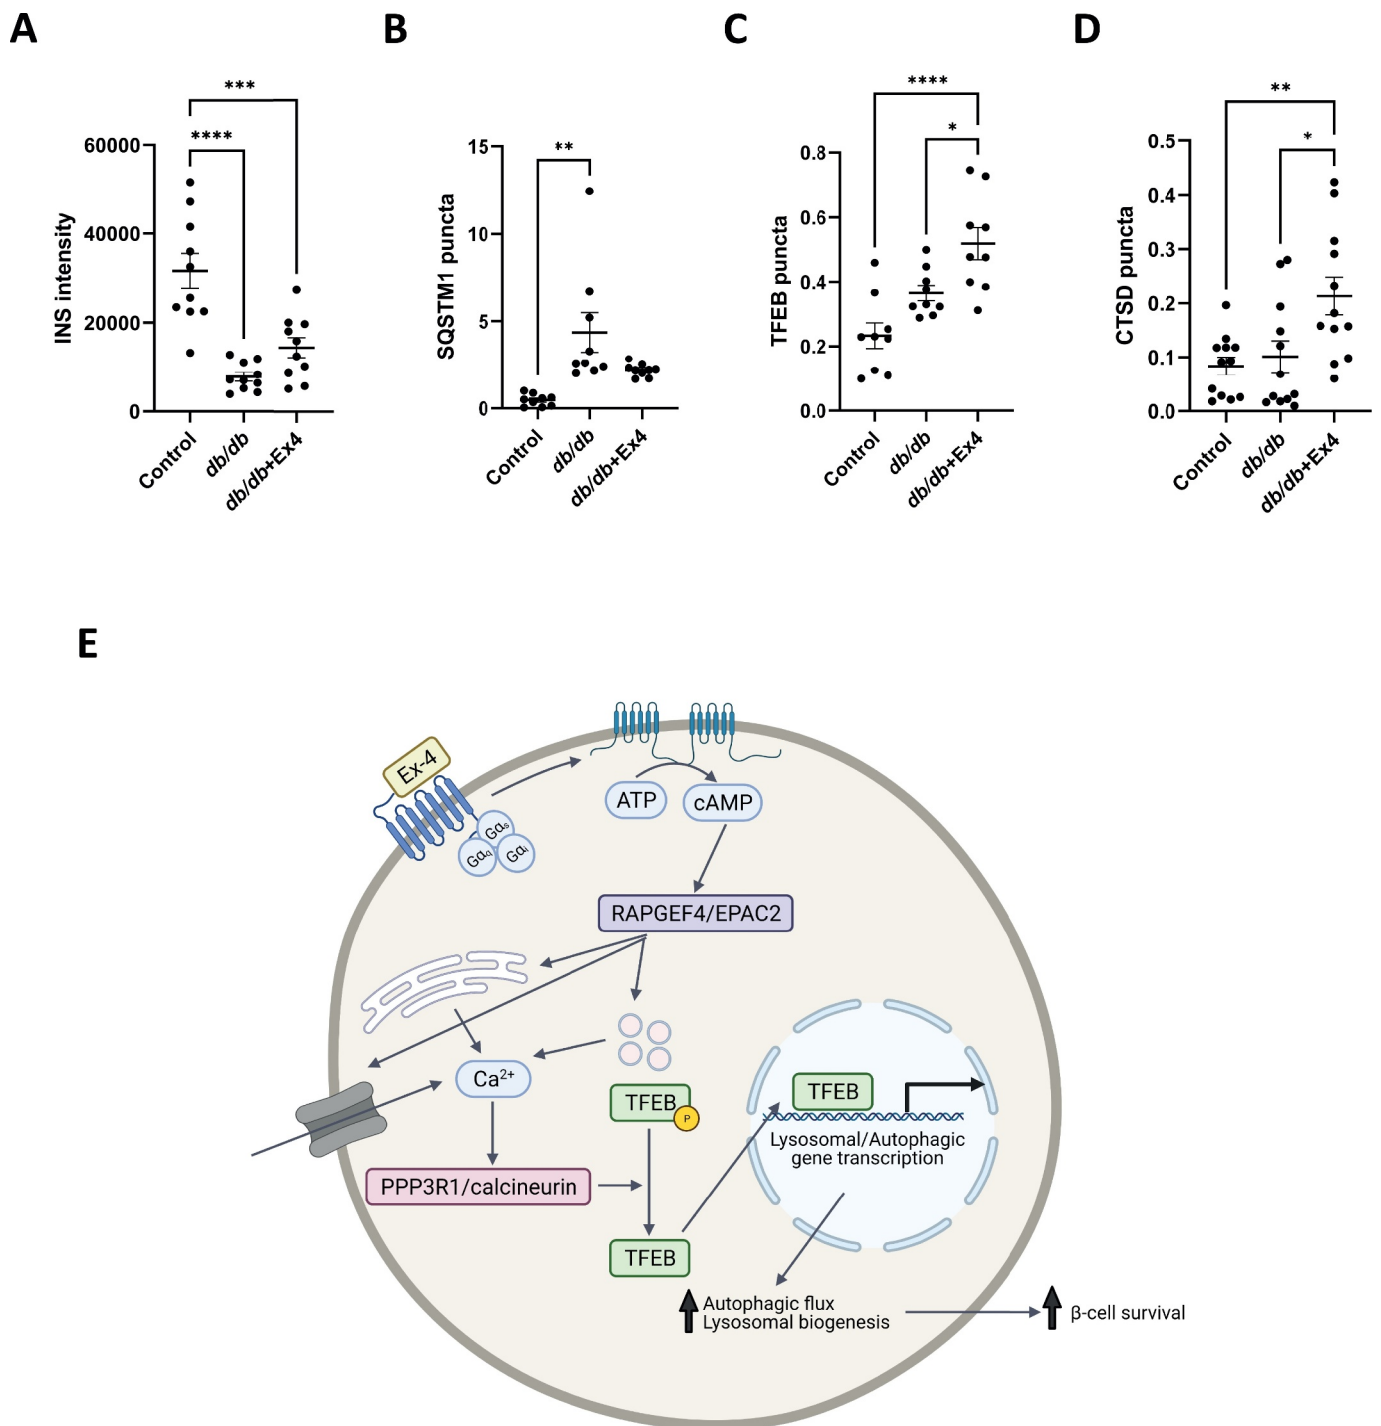 A
B
C
D
***
****
60000
40000
20000
0
INS intensity
Control
db/db
db/db+Ex4
**
15
10
5
0
SQSTM1 puncta
Control
db/db
db/db+Ex4
****
*
0.8
0.6
0.4
0.2
0.0
TFEB puncta
Control
db/db
db/db+Ex4
**
*
0.5
0.4
0.3
0.2
0.1
0.0
CTSD puncta
Control
db/db
db/db+Ex4
E
Ex-4
Gαs
Gαq
Gαi
ATP
cAMP
RAPGEF4/EPAC2
Ca²⁺
TFEB
P
PPP3R1/calcineurin
TFEB
TFEB
Lysosomal/Autophagic
gene transcription
Autophagic flux
Lysosomal biogenesis
β-cell survival